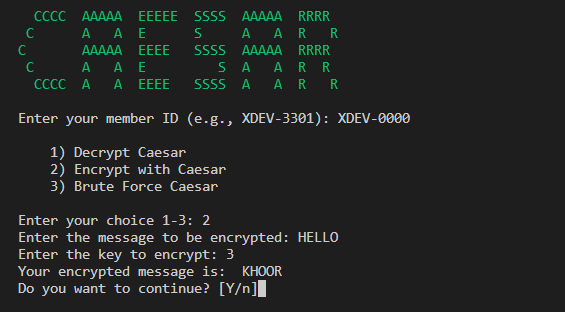 CCCC AAAAA EEEEE SSSS AAAAA RRRR
C A A E S A A R R
C AAAAA EEEE SSSS AAAAA RRRR
C A A E S A A R R
CCCC A A EEEE SSSS A A R R
Enter your member ID (e.g., XDEV-3301): XDEV-0000
1) Decrypt Caesar
2) Encrypt with Caesar
3) Brute Force Caesar
Enter your choice 1-3: 2
Enter the message to be encrypted: HELLO
Enter the key to encrypt: 3
Your encrypted message is:  KHOOR
Do you want to continue? [Y/n]